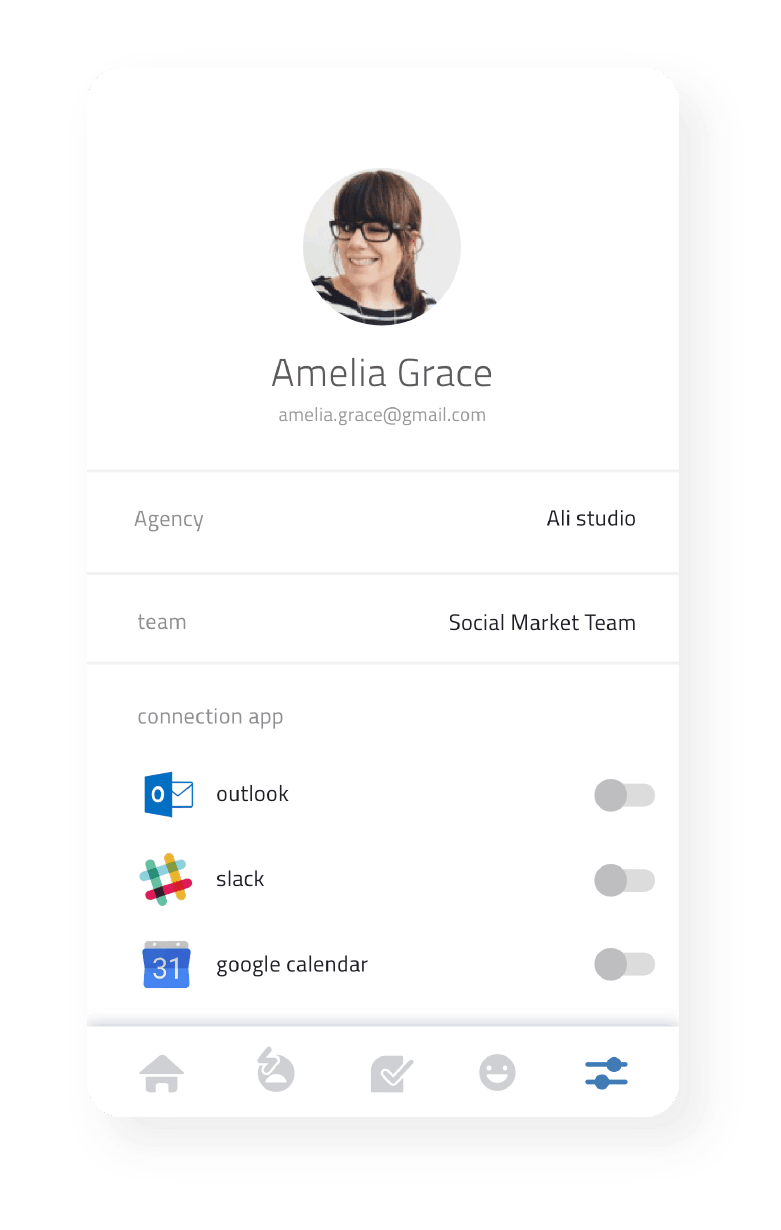 Amelia Grace
amelia.grace@gmail.com
Agency Ali studio
team Social Market Team
connection app
O outlook
slack
31 google calendar